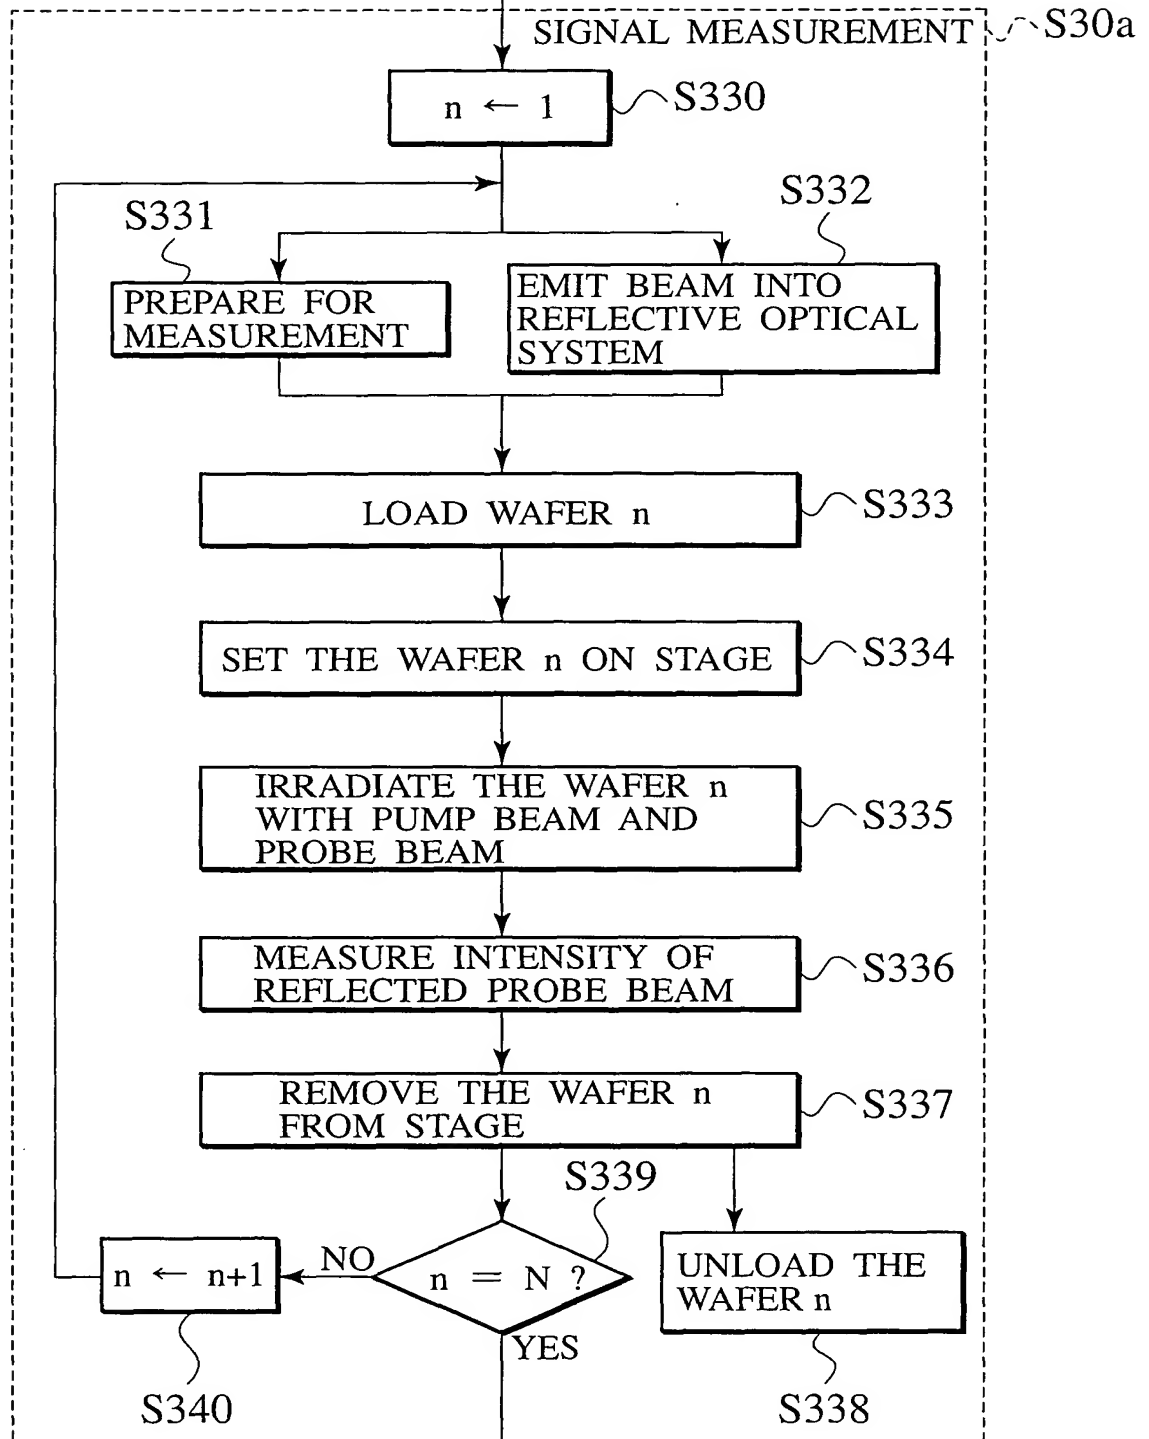 SIGNAL MEASUREMENT
S30a
n ← 1
S330
S331
S332
PREPARE FOR
MEASUREMENT
EMIT BEAM INTO
REFLECTIVE OPTICAL
SYSTEM
LOAD WAFER n
S333
SET THE WAFER n ON STAGE
S334
IRRADIATE THE WAFER n
WITH PUMP BEAM AND
PROBE BEAM
S335
MEASURE INTENSITY OF
REFLECTED PROBE BEAM
S336
REMOVE THE WAFER n
FROM STAGE
S337
S339
n ← n+1
NO
n = N ?
YES
UNLOAD THE
WAFER n
S340
S338